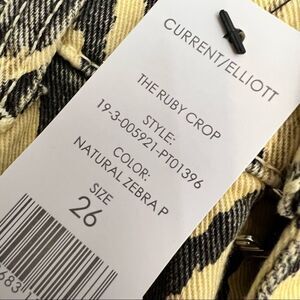 CURRENT/ELLIOTT
THE RUBY CROP
STYLE:
19-3-005921-PT01396
COLOR:
NATURAL ZEBRA P
SIZE
26